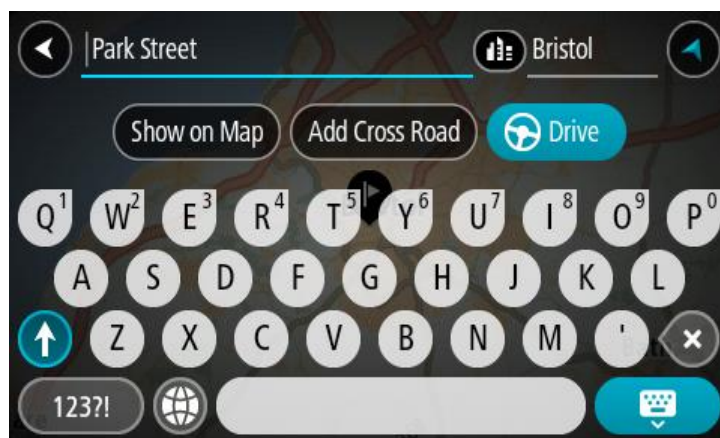 Park Street Bristol
Show on Map Add Cross Road Drive
Q1 W2 E3 R4 T5 Y6 U7 I8 O9 P0
A S D F G H J K L
Z X C V B N M '
123?!